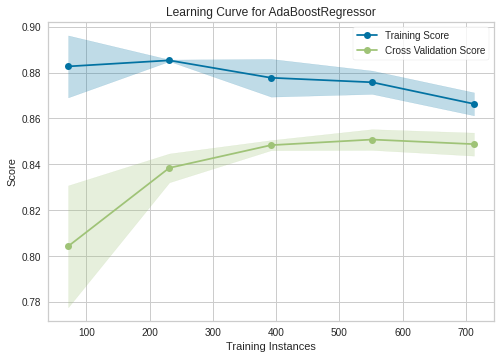 Learning Curve for AdaBoostRegressor
Training Score
Cross Validation Score
0.90
0.88
0.86
0.84
0.82
0.80
0.78
Score
100 200 300 400 500 600 700
Training Instances